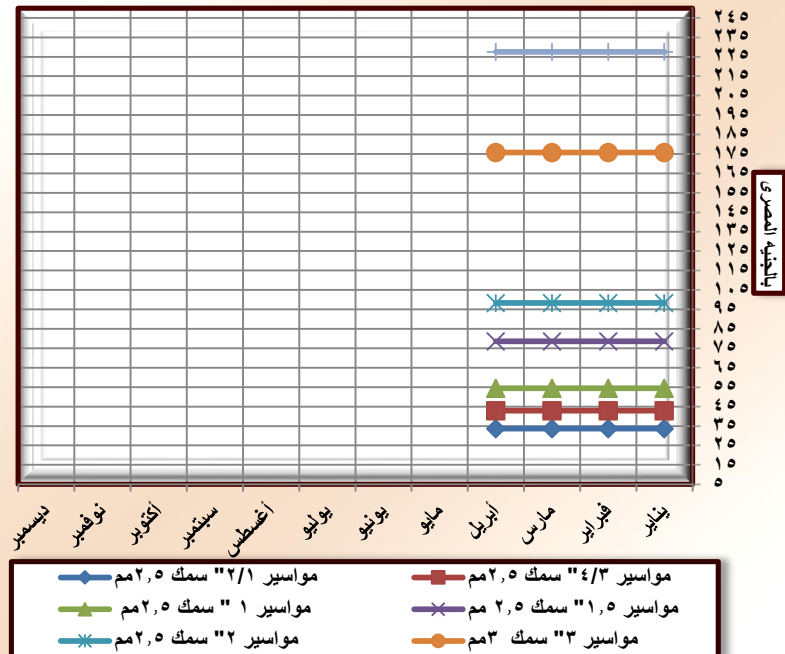 ٢٤٥
٢٣٥
٢٢٥
٢١٥
٢٠٥
١٩٥
١٨٥
١٧٥
١٦٥
١٥٥
١٤٥
١٣٥
١٢٥
١١٥
١٠٥
٩٥
٨٥
٧٥
٦٥
٥٥
٤٥
٣٥
٢٥
١٥
٥
بالجنيه المصرى
يناير
فبراير
مارس
أبريل
مايو
يونيو
يوليو
أغسطس
سبتمبر
أكتوبر
نوفمبر
ديسمبر
مواسير ٤/٣" سمك ٢,٥مم
مواسير ٢/١" سمك ٢,٥مم
مواسير ١,٥" سمك ٢,٥ مم
مواسير ١ " سمك ٢,٥مم
مواسير ٣" سمك ٣مم
مواسير ٢" سمك ٢,٥مم